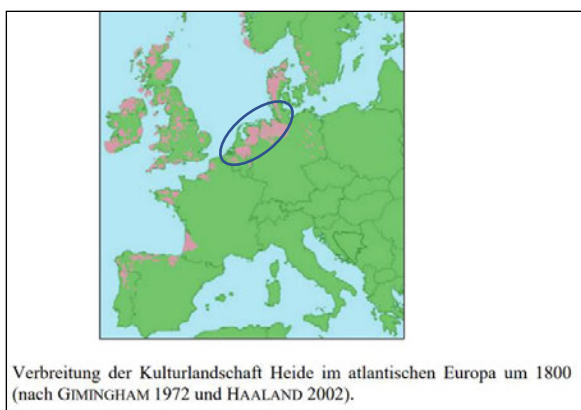 Verbreitung der Kulturlandschaft Heide im atlantischen Europa um 1800
(nach GIMINGHAM 1972 und HAALAND 2002).